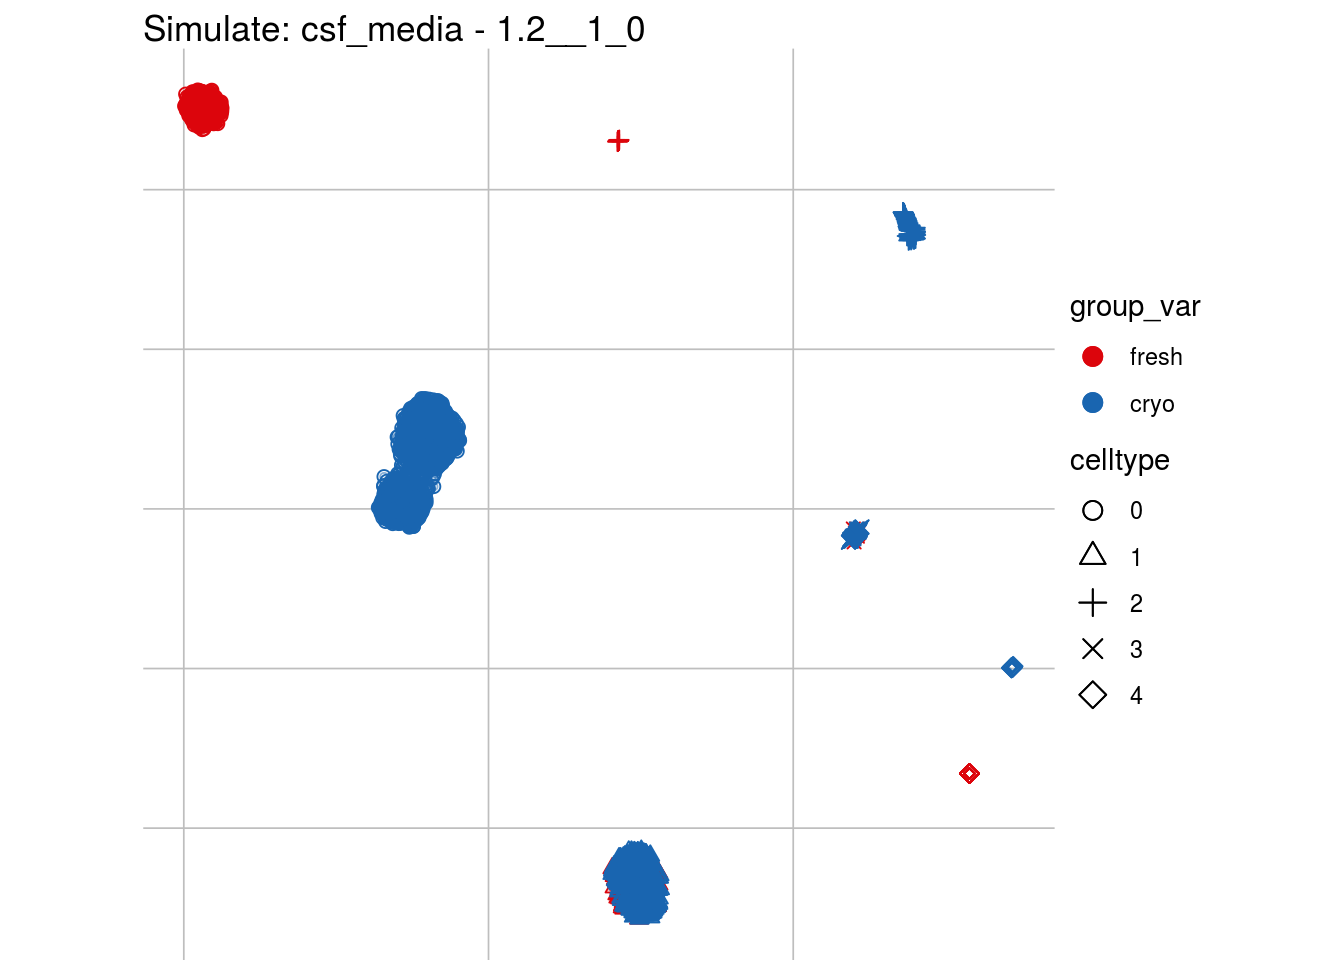 Simulate: csf_media - 1.2__1_0
group_var
fresh
cryo
celltype
0
1
2
3
4